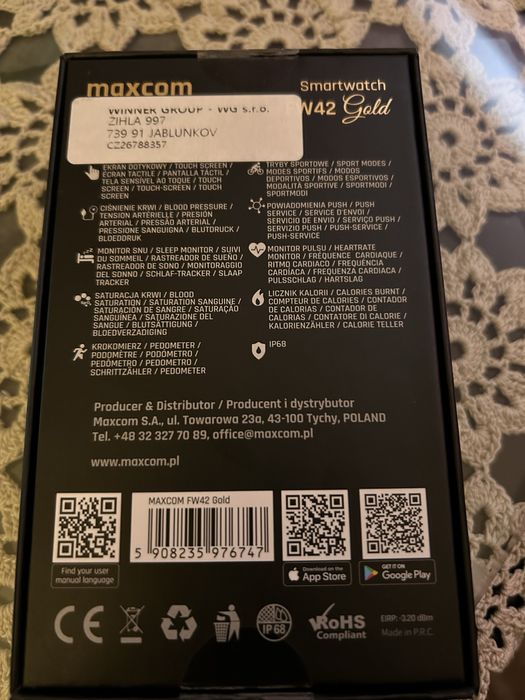 maxcom
Smartwatch
FW42 Gold
WINNER GROUP - WG s.r.o.
ŽIHLA 997
739 91 JABLUNKOV
CZ26788357
EKRAN DOTYKOWY / TOUCH SCREEN /
ÉCRAN TACTILE / PANTALLA TÁCTIL /
TELA SENSÍVEL AO TOQUE / TOUCH
SCREEN / TOUCH-SCREEN / TOUCH
SCREEN
CIŚNIENIE KRWI / BLOOD PRESSURE /
TENSION ARTÉRIELLE / PRESIÓN
ARTERIAL / PRESSÃO ARTERIAL /
PRESSIONE SANGUIGNA / BLUTDRUCK /
BLOEDDRUK
MONITOR SNU / SLEEP MONITOR / SUIVI
DU SOMMEIL / RASTREADOR DE SUEÑO /
RASTREADOR DE SONO / MONITORAGGIO
DEL SONNO / SCHLAF-TRACKER / SLAAP
TRACKER
SATURACJA KRWI / BLOOD
SATURATION / SATURATION SANGUINE /
SATURACIÓN DE SANGRE / SATURAÇÃO
SANGUÍNEA / SATURAZIONE DEL
SANGUE / BLUTSÄTTIGUNG /
BLOEDVERZADIGING
KROKOMIERZ / PEDOMETER /
PODOMÈTRE / PODÓMETRO /
PEDÔMETRO / PEDOMETRO /
SCHRITTZÄHLER / PEDOMETER
TRYBY SPORTOWE / SPORT MODES /
MODES SPORTIFS / MODOS
DEPORTIVOS / MODOS ESPORTIVOS /
MODALITÀ SPORTIVE / SPORTMODI /
SPORTMODI
POWIADOMIENIA PUSH / PUSH
SERVICE / SERVICE D'ENVOI /
SERVICIO DE ENVIO / SERVIÇO PUSH /
SERVIZIO PUSH / PUSH-SERVICE /
PUSH-SERVICE
MONITOR PULSU / HEARTRATE
MONITOR / FRÉQUENCE CARDIAQUE /
RITMO CARDIACO / FREQUÊNCIA
CARDÍACA / FREQUENZA CARDIACA /
PULSSCHLAG / HARTSLAG
LICZNIK KALORII / CALORIES BURNT /
COMPTEUR DE CALORIES / CONTADOR
DE CALORÍAS / CONTADOR DE
CALORIAS / CONTATORE DI CALORIE /
KALORIENZÄHLER / CALORIE TELLER
IP68
Producer & Distributor / Producent i dystrybutor
Maxcom S.A., ul. Towarowa 23a, 43-100 Tychy, POLAND
Tel. +48 32 327 70 89, office@maxcom.pl
www.maxcom.pl
MAXCOM FW42 Gold
5 908235 976747
Find your user
manual language
Download on the
App Store
GET IT ON
Google Play
CE
IP 68
RoHS
Compliant
EIRP: -3.20 dBm
Made in P.R.C.